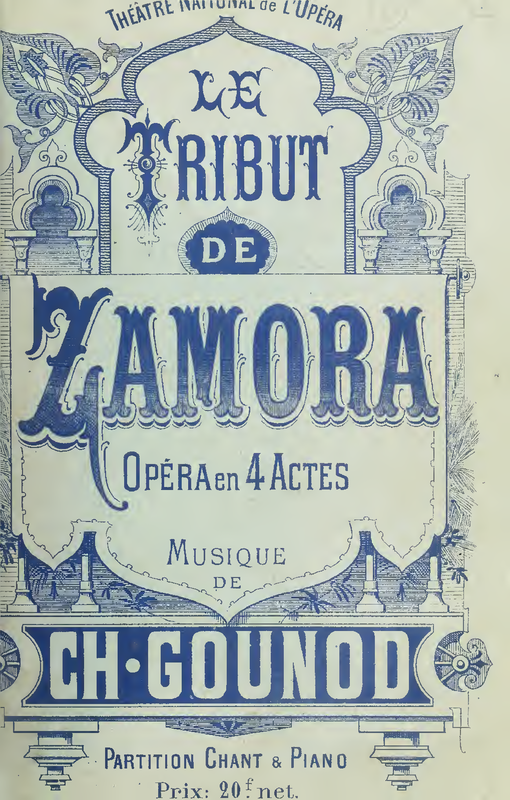 THÉÂTRE NATIONAL de L'OPÉRA
LE
TRIBUT
DE
ZAMORA
OPÉRA en 4 ACTES
MUSIQUE
DE
CH·GOUNOD
PARTITION CHANT & PIANO
Prix: 20f. net.